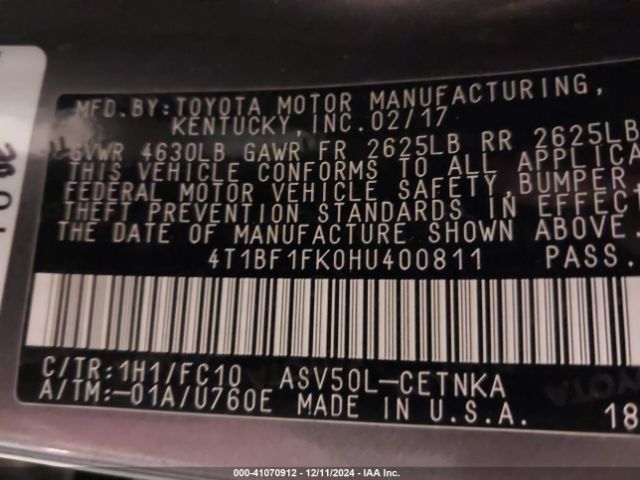 MFD.BY:TOYOTA MOTOR MANUFACTURING,
KENTUCKY,INC.02/17
GVWR 4630LB GAWR FR 2625LB RR 2625LB
THIS VEHICLE CONFORMS TO ALL APPLICA
FEDERAL MOTOR VEHICLE SAFETY,BUMPER,
THEFT PREVENTION STANDARDS IN EFFECT
THE DATE OF MANUFACTURE SHOWN ABOVE.
4T1BF1FK0HU400811 PASS.
C/TR:1H1/FC10 ASV50L-CETNKA
A/TM:-01A/U760E MADE IN U.S.A. 18
000-41070912 - 12/11/2024 - IAA Inc.